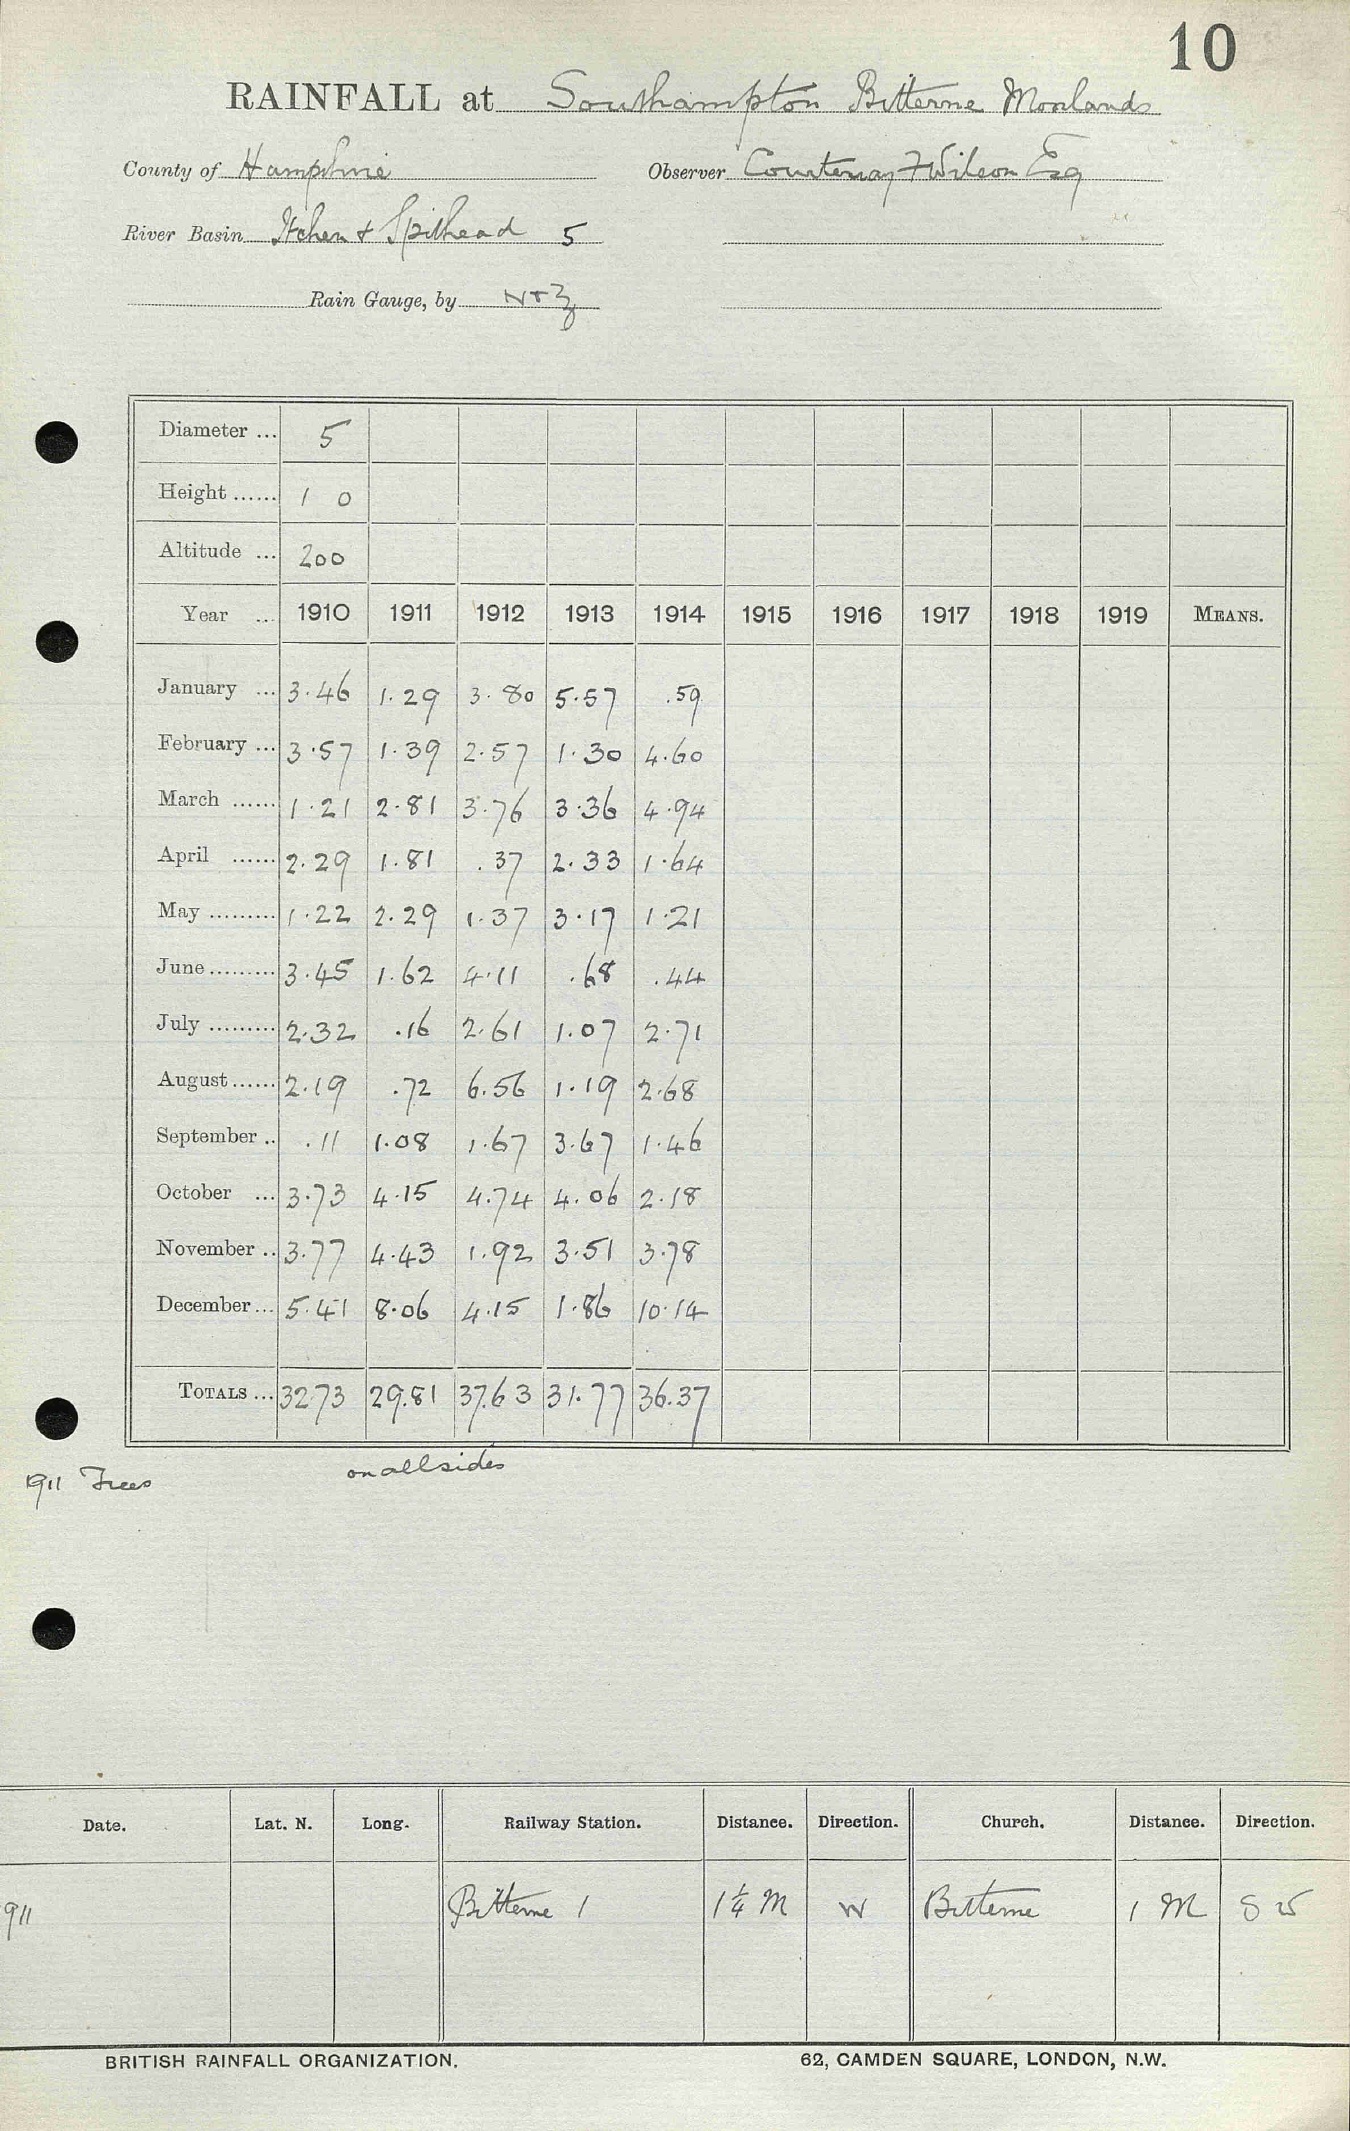 10
RAINFALL at Southampton Bitterne Moorlands
County of Hampshire Observer Courtenay F Wilson Esq
River Basin Itchen & Spithead 5
Rain Gauge, by N & Z
Diameter ... 5
Height ...... 1 0
Altitude ... 200
Year ... 1910 1911 1912 1913 1914 1915 1916 1917 1918 1919 MEANS.
January ... 3.46 1.29 3.80 5.57 .59
February ... 3.57 1.39 2.57 1.30 4.60
March ...... 1.21 2.81 3.76 3.36 4.94
April ...... 2.29 1.81 .37 2.33 1.64
May ......... 1.22 2.29 1.37 3.17 1.21
June ......... 3.45 1.62 4.11 .68 .44
July ......... 2.32 .16 2.61 1.07 2.71
August ...... 2.19 .72 6.56 1.19 2.68
September .. .11 1.08 1.67 3.67 1.46
October ... 3.73 4.15 4.74 4.06 2.18
November .. 3.77 4.43 1.92 3.51 3.78
December ... 5.41 8.06 4.15 1.86 10.14
TOTALS ... 32.73 29.81 37.63 31.77 36.37
1911 Trees on all sides
Date. Lat. N. Long. Railway Station. Distance. Direction. Church. Distance. Direction.
911 Bitterne 1 1¼ M W Bitterne 1 M S W
BRITISH RAINFALL ORGANIZATION. 62, CAMDEN SQUARE, LONDON, N.W.